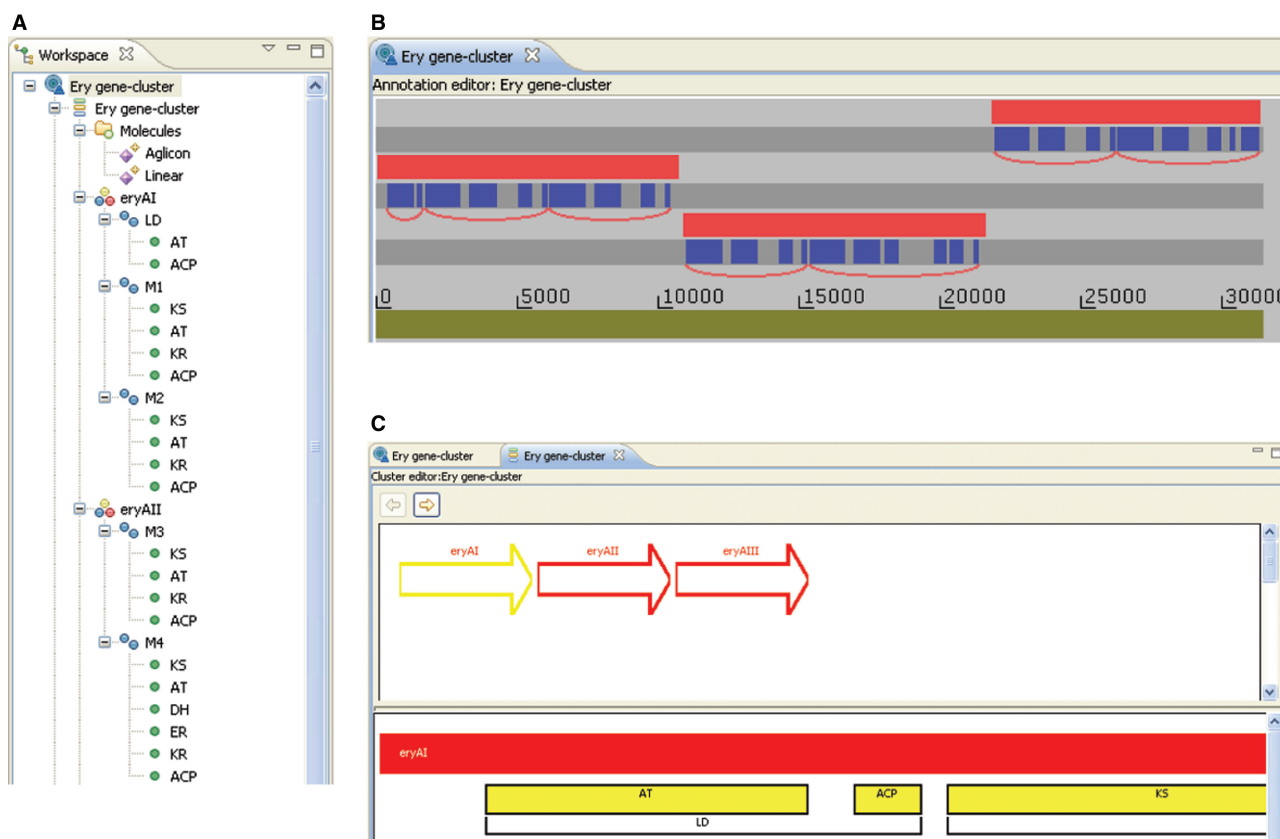 A
Workspace
Ery gene-cluster
Ery gene-cluster
Molecules
Aglicon
Linear
eryAI
LD
AT
ACP
M1
KS
AT
KR
ACP
M2
KS
AT
KR
ACP
eryAII
M3
KS
AT
KR
ACP
M4
KS
AT
DH
ER
KR
ACP
B
Ery gene-cluster
Annotation editor: Ery gene-cluster
0 5000 10000 15000 20000 25000 30000
C
Ery gene-cluster Ery gene-cluster
Cluster editor:Ery gene-cluster
eryAI eryAII eryAIII
eryAI
AT ACP KS
LD